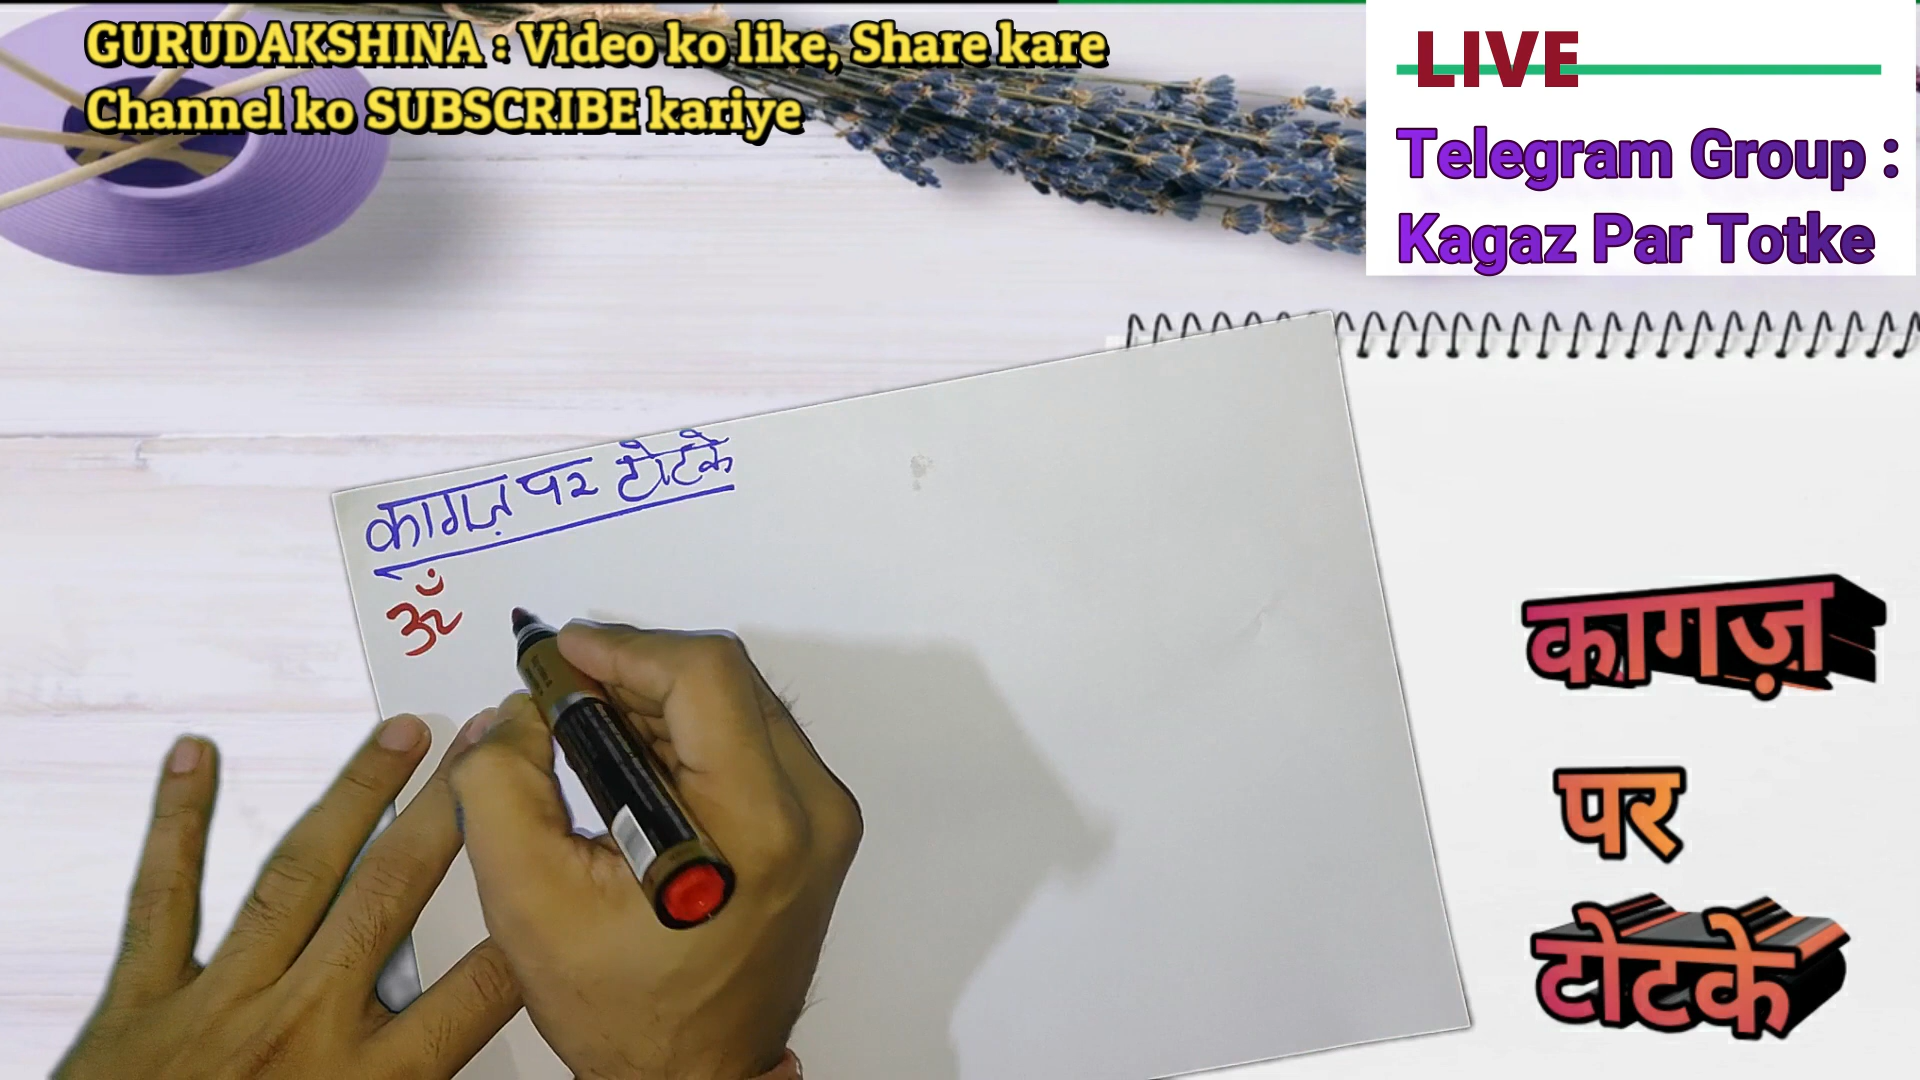 GURUDAKSHINA : Video ko like, Share kare
Channel ko SUBSCRIBE kariye
LIVE
Telegram Group :
Kagaz Par Totke
कागज़ पर टोटके
ॐ
कागज़
पर
टोटके